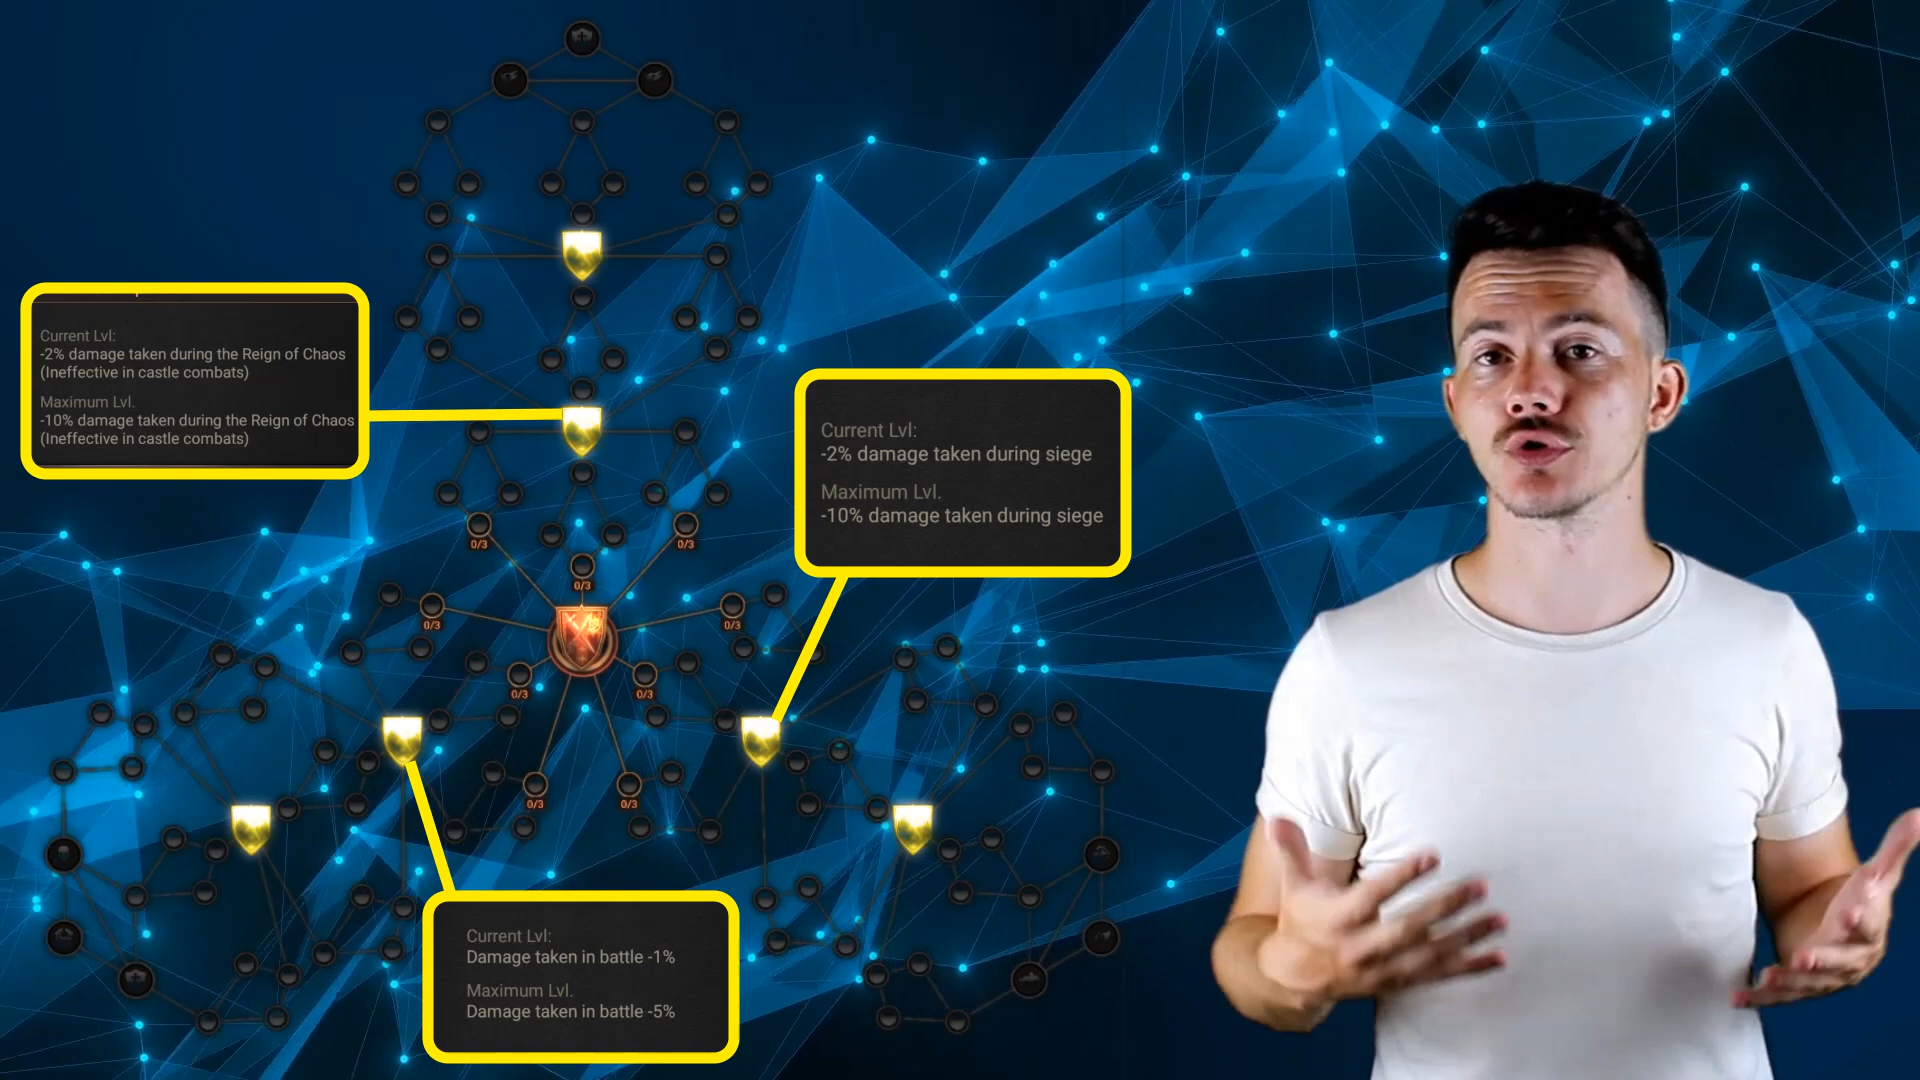 Current Lvl:
-2% damage taken during the Reign of Chaos
(Ineffective in castle combats)
Maximum Lvl.
-10% damage taken during the Reign of Chaos
(Ineffective in castle combats)
Current Lvl:
-2% damage taken during siege
Maximum Lvl.
-10% damage taken during siege
0/3
0/3
0/3
0/3
0/3
0/3
0/3
0/3
0/3
Current Lvl:
Damage taken in battle -1%
Maximum Lvl.
Damage taken in battle -5%